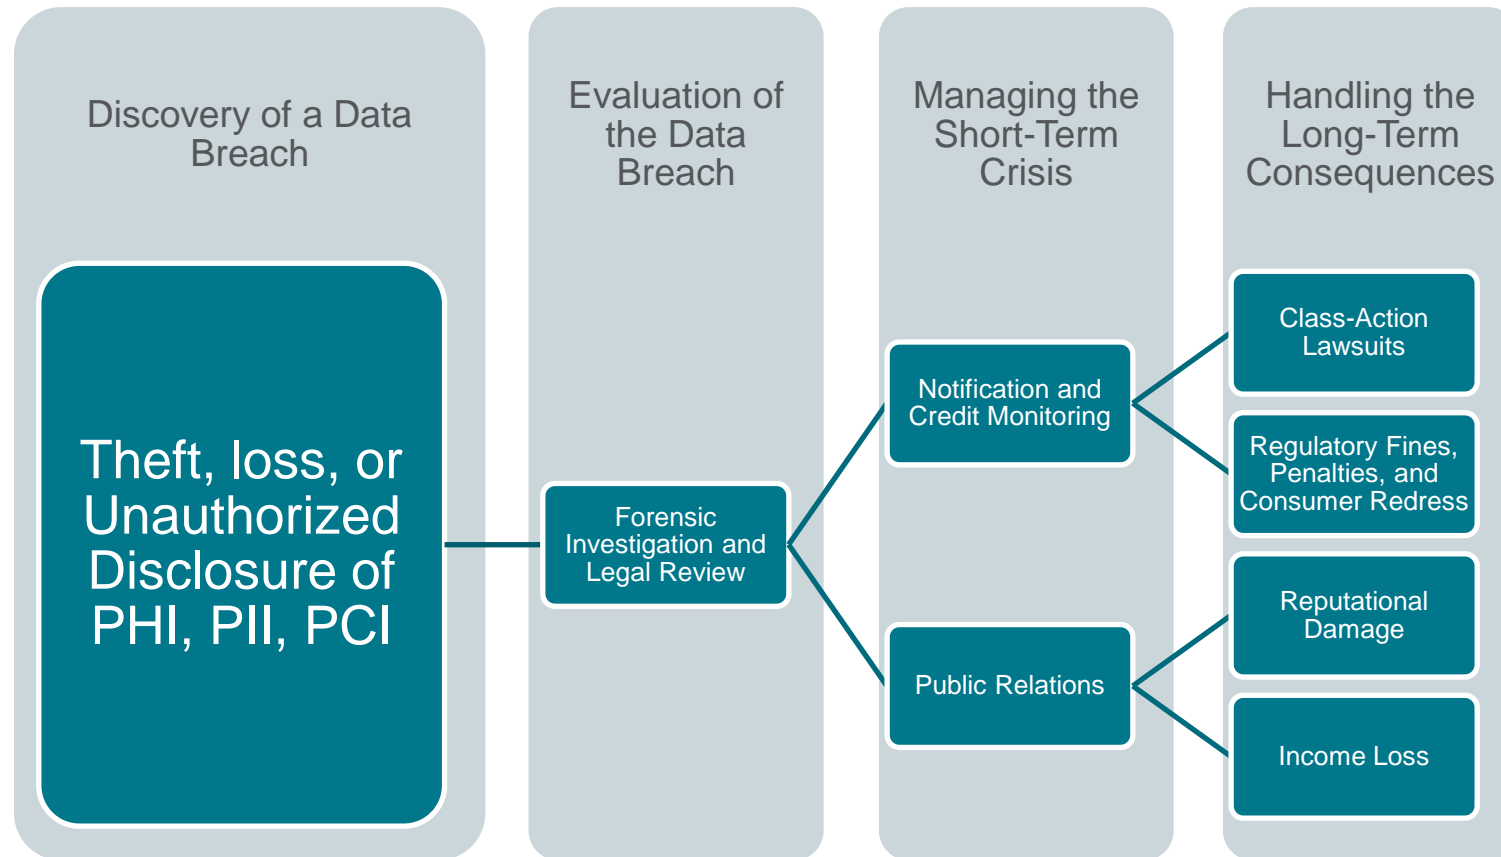 Discovery of a Data
Breach
Evaluation of
the Data
Breach
Managing the
Short-Term
Crisis
Handling the
Long-Term
Consequences
Theft, loss, or
Unauthorized
Disclosure of
PHI, PII, PCI
Forensic
Investigation and
Legal Review
Notification and
Credit Monitoring
Public Relations
Class-Action
Lawsuits
Regulatory Fines,
Penalties, and
Consumer Redress
Reputational
Damage
Income Loss